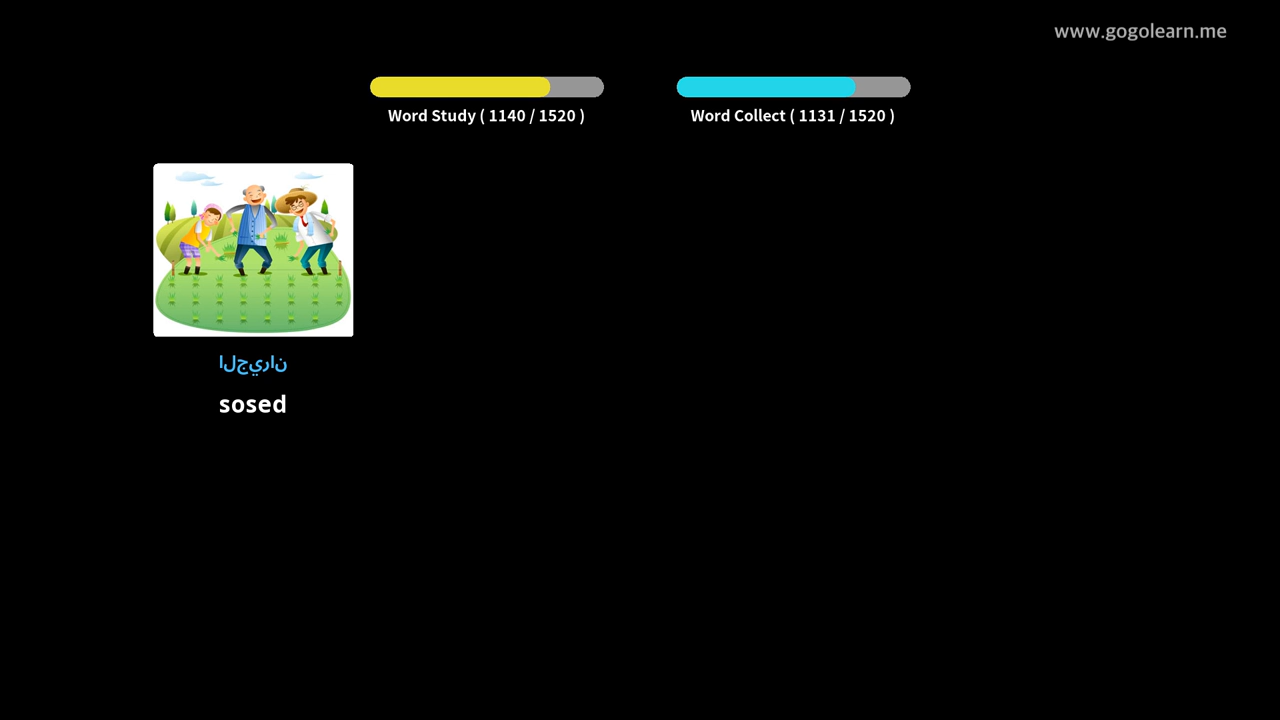 www.gogolearn.me
Word Study ( 1140 / 1520 )
Word Collect ( 1131 / 1520 )
الجيران
sosed